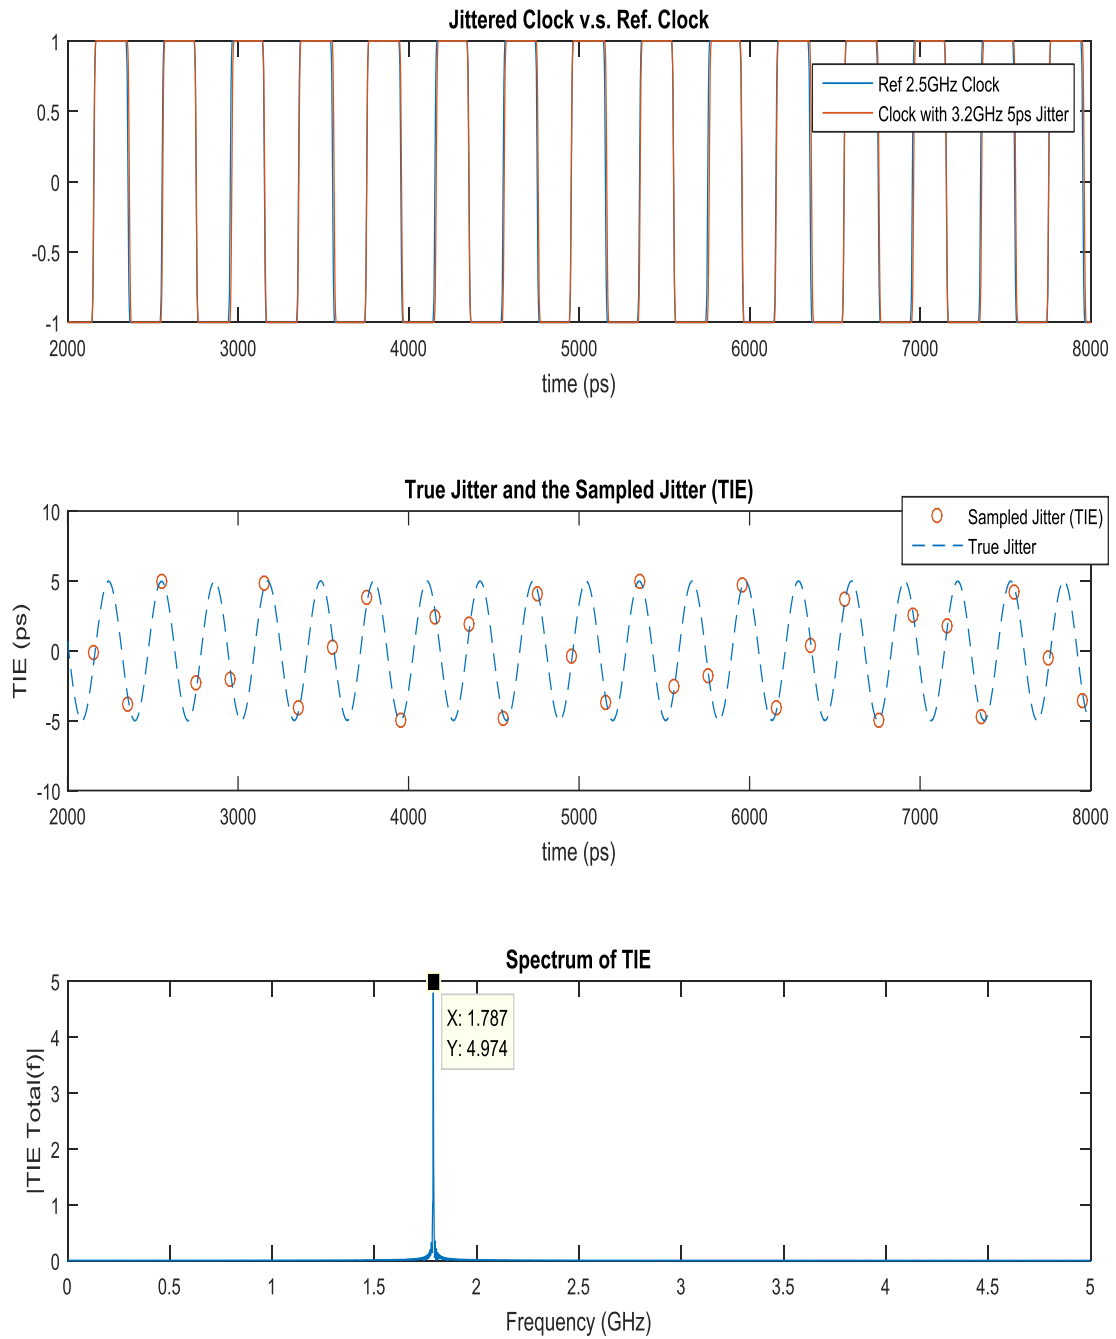 Jittered Clock v.s. Ref. Clock
1
0.5
0
-0.5
-1
Ref 2.5GHz Clock
Clock with 3.2GHz 5ps Jitter
2000 3000 4000 5000 6000 7000 8000
time (ps)
True Jitter and the Sampled Jitter (TIE)
TIE (ps)
10
5
0
-5
-10
Sampled Jitter (TIE)
True Jitter
2000 3000 4000 5000 6000 7000 8000
time (ps)
Spectrum of TIE
|TIE Total(f)|
5
4
3
2
1
0
X: 1.787
Y: 4.974
0 0.5 1 1.5 2 2.5 3 3.5 4 4.5 5
Frequency (GHz)